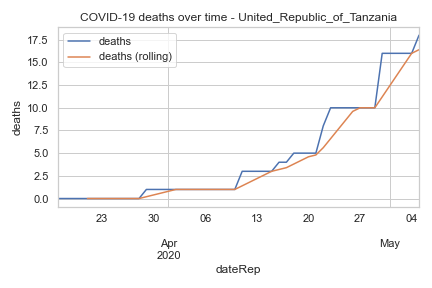 COVID-19 deaths over time - United_Republic_of_Tanzania
deaths
deaths (rolling)
17.5
15.0
12.5
10.0
7.5
5.0
2.5
0.0
deaths
23 30 06 13 20 27 04
Apr May
2020
dateRep